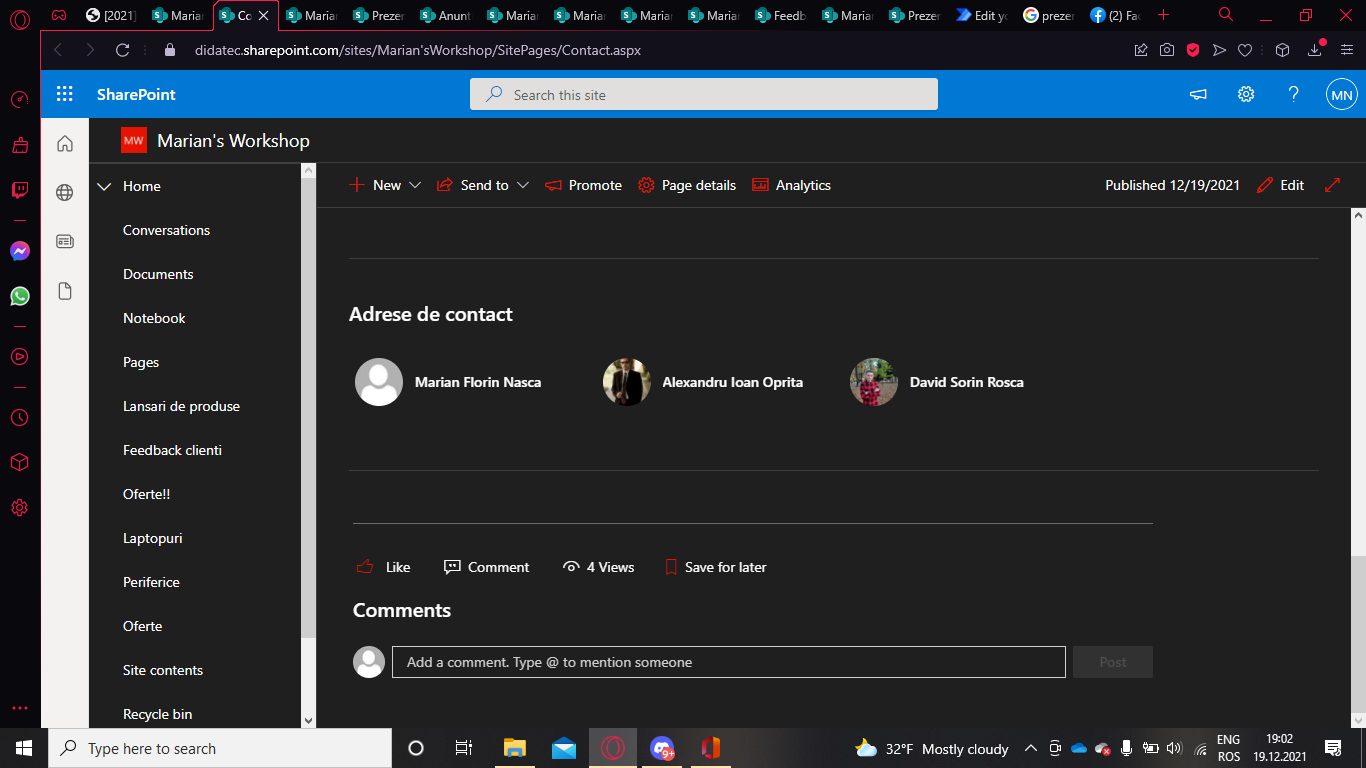 [2021] Marian Co Marian Prezen Anunt Marian Marian Marian Marian Feedb Marian Prezen Edit yo prezen (2) Fac
didatec.sharepoint.com/sites/Marian'sWorkshop/SitePages/Contact.aspx
SharePoint
Search this site
MN
MW Marian's Workshop
Home
Conversations
Documents
Notebook
Pages
Lansari de produse
Feedback clienti
Oferte!!
Laptopuri
Periferice
Oferte
Site contents
Recycle bin
New Send to Promote Page details Analytics Published 12/19/2021 Edit
Adrese de contact
Marian Florin Nasca Alexandru Ioan Oprita David Sorin Rosca
Like Comment 4 Views Save for later
Comments
Add a comment. Type @ to mention someone Post
Type here to search
9+
32°F Mostly cloudy
ENG
ROS
19:02
19.12.2021